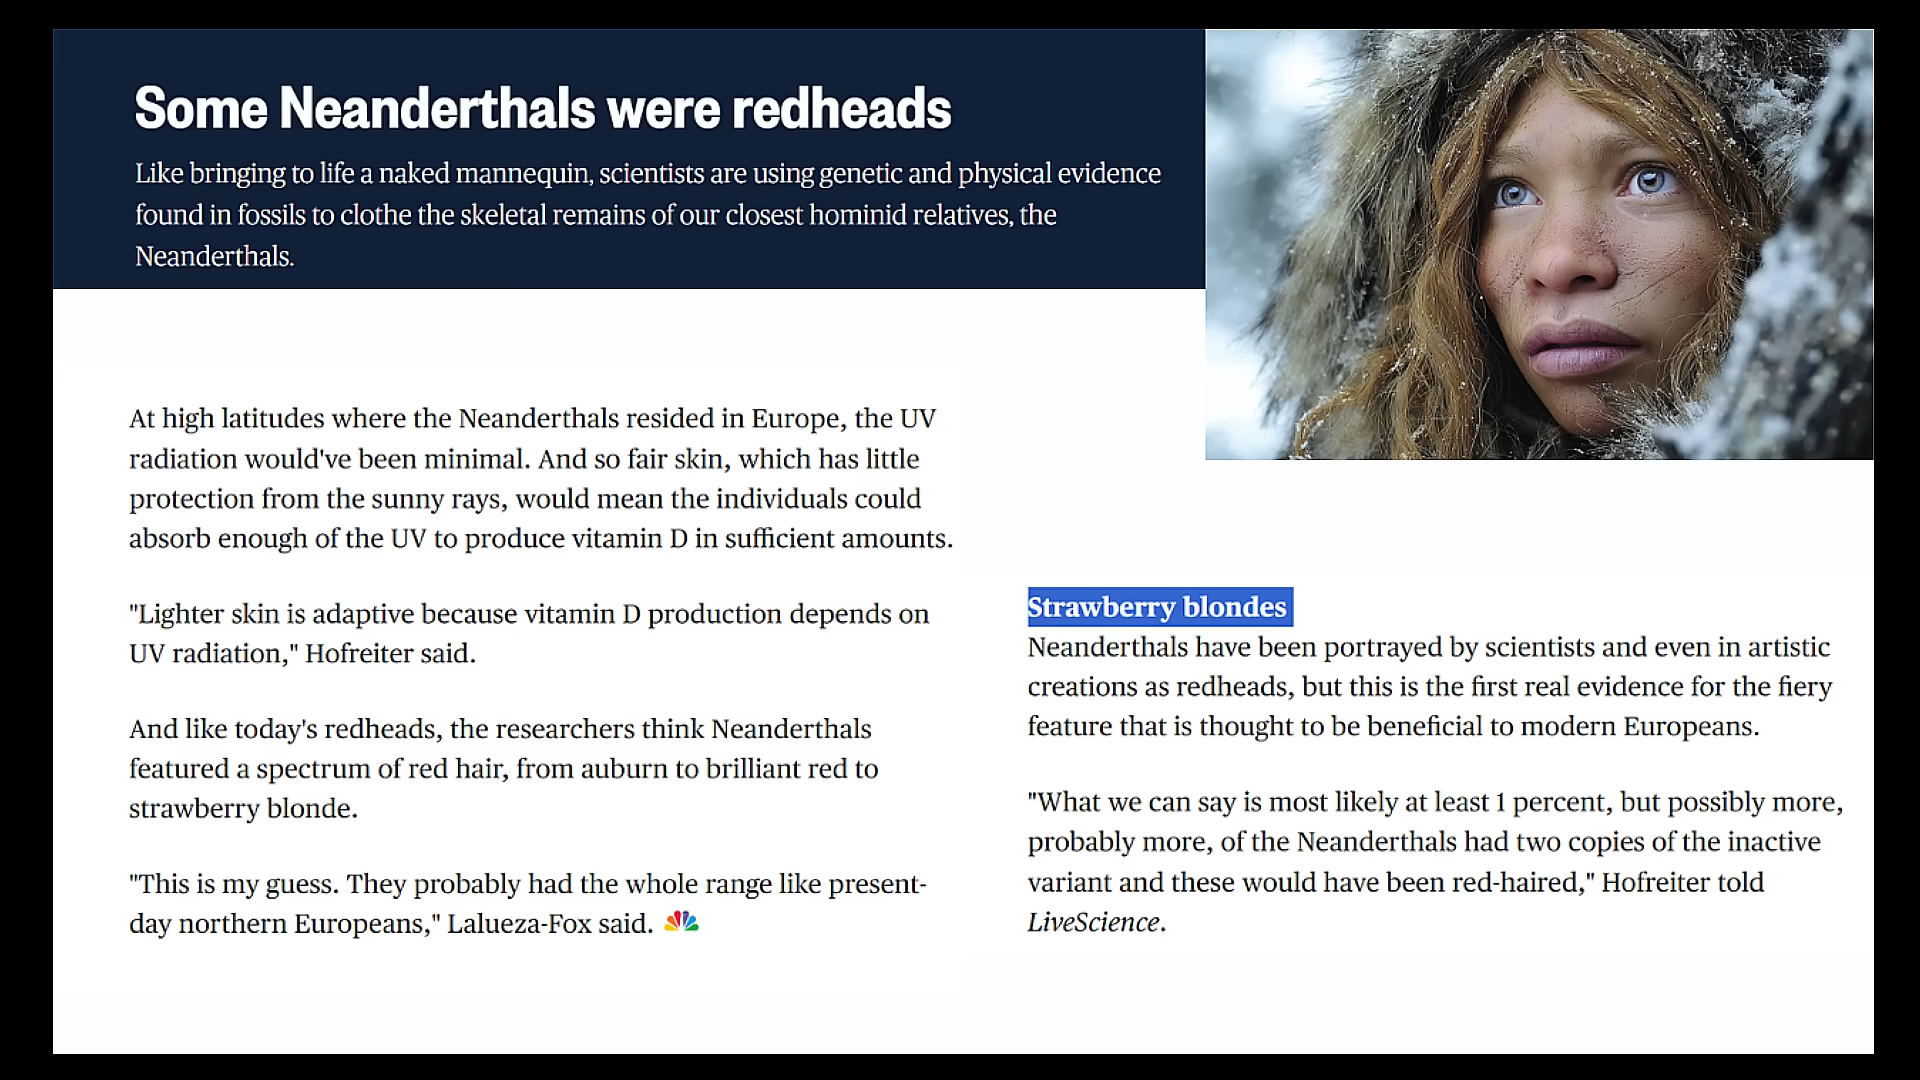 Some Neanderthals were redheads
Like bringing to life a naked mannequin, scientists are using genetic and physical evidence
found in fossils to clothe the skeletal remains of our closest hominid relatives, the
Neanderthals.
At high latitudes where the Neanderthals resided in Europe, the UV
radiation would've been minimal. And so fair skin, which has little
protection from the sunny rays, would mean the individuals could
absorb enough of the UV to produce vitamin D in sufficient amounts.
"Lighter skin is adaptive because vitamin D production depends on
UV radiation," Hofreiter said.
And like today's redheads, the researchers think Neanderthals
featured a spectrum of red hair, from auburn to brilliant red to
strawberry blonde.
"This is my guess. They probably had the whole range like present-
day northern Europeans," Lalueza-Fox said.
Strawberry blondes
Neanderthals have been portrayed by scientists and even in artistic
creations as redheads, but this is the first real evidence for the fiery
feature that is thought to be beneficial to modern Europeans.
"What we can say is most likely at least 1 percent, but possibly more,
probably more, of the Neanderthals had two copies of the inactive
variant and these would have been red-haired," Hofreiter told
LiveScience.